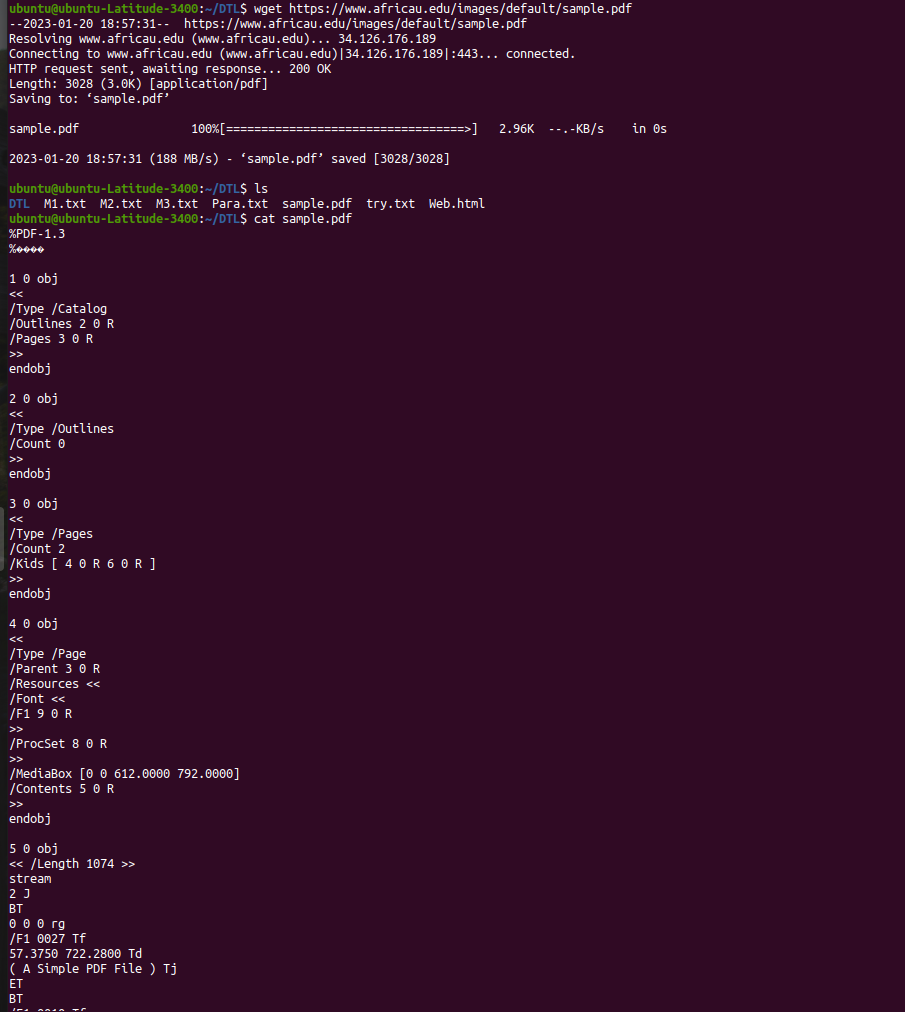 ubuntu@ubuntu-Latitude-3400:~/DTL$ wget https://www.africau.edu/images/default/sample.pdf
--2023-01-20 18:57:31--  https://www.africau.edu/images/default/sample.pdf
Resolving www.africau.edu (www.africau.edu)... 34.126.176.189
Connecting to www.africau.edu (www.africau.edu)|34.126.176.189|:443... connected.
HTTP request sent, awaiting response... 200 OK
Length: 3028 (3.0K) [application/pdf]
Saving to: ‘sample.pdf’
sample.pdf                100%[==================================>]   2.96K  --.-KB/s    in 0s
2023-01-20 18:57:31 (188 MB/s) - ‘sample.pdf’ saved [3028/3028]
ubuntu@ubuntu-Latitude-3400:~/DTL$ ls
DTL  M1.txt  M2.txt  M3.txt  Para.txt  sample.pdf  try.txt  Web.html
ubuntu@ubuntu-Latitude-3400:~/DTL$ cat sample.pdf
%PDF-1.3
%����
1 0 obj
<<
/Type /Catalog
/Outlines 2 0 R
/Pages 3 0 R
>>
endobj
2 0 obj
<<
/Type /Outlines
/Count 0
>>
endobj
3 0 obj
<<
/Type /Pages
/Count 2
/Kids [ 4 0 R 6 0 R ]
>>
endobj
4 0 obj
<<
/Type /Page
/Parent 3 0 R
/Resources <<
/Font <<
/F1 9 0 R
>>
/ProcSet 8 0 R
>>
/MediaBox [0 0 612.0000 792.0000]
/Contents 5 0 R
>>
endobj
5 0 obj
<< /Length 1074 >>
stream
2 J
BT
0 0 0 rg
/F1 0027 Tf
57.3750 722.2800 Td
( A Simple PDF File ) Tj
ET
BT